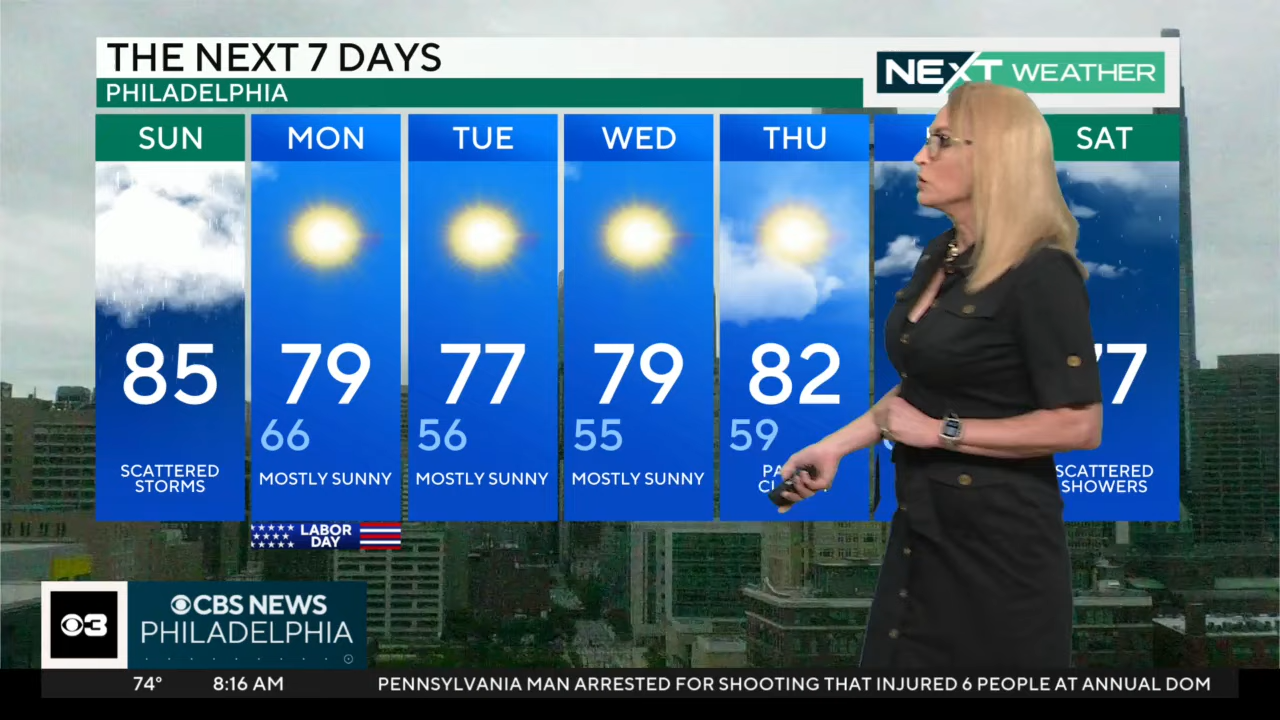 THE NEXT 7 DAYS
NEXT WEATHER
PHILADELPHIA
SUN
MON
TUE
WED
THU
SAT
85
79
77
79
82
66
56
55
59
SCATTERED
STORMS
MOSTLY SUNNY
MOSTLY SUNNY
MOSTLY SUNNY
SCATTERED
SHOWERS
LABOR
DAY
3
CBS NEWS
PHILADELPHIA
74° 8:16 AM PENNSYLVANIA MAN ARRESTED FOR SHOOTING THAT INJURED 6 PEOPLE AT ANNUAL DOM